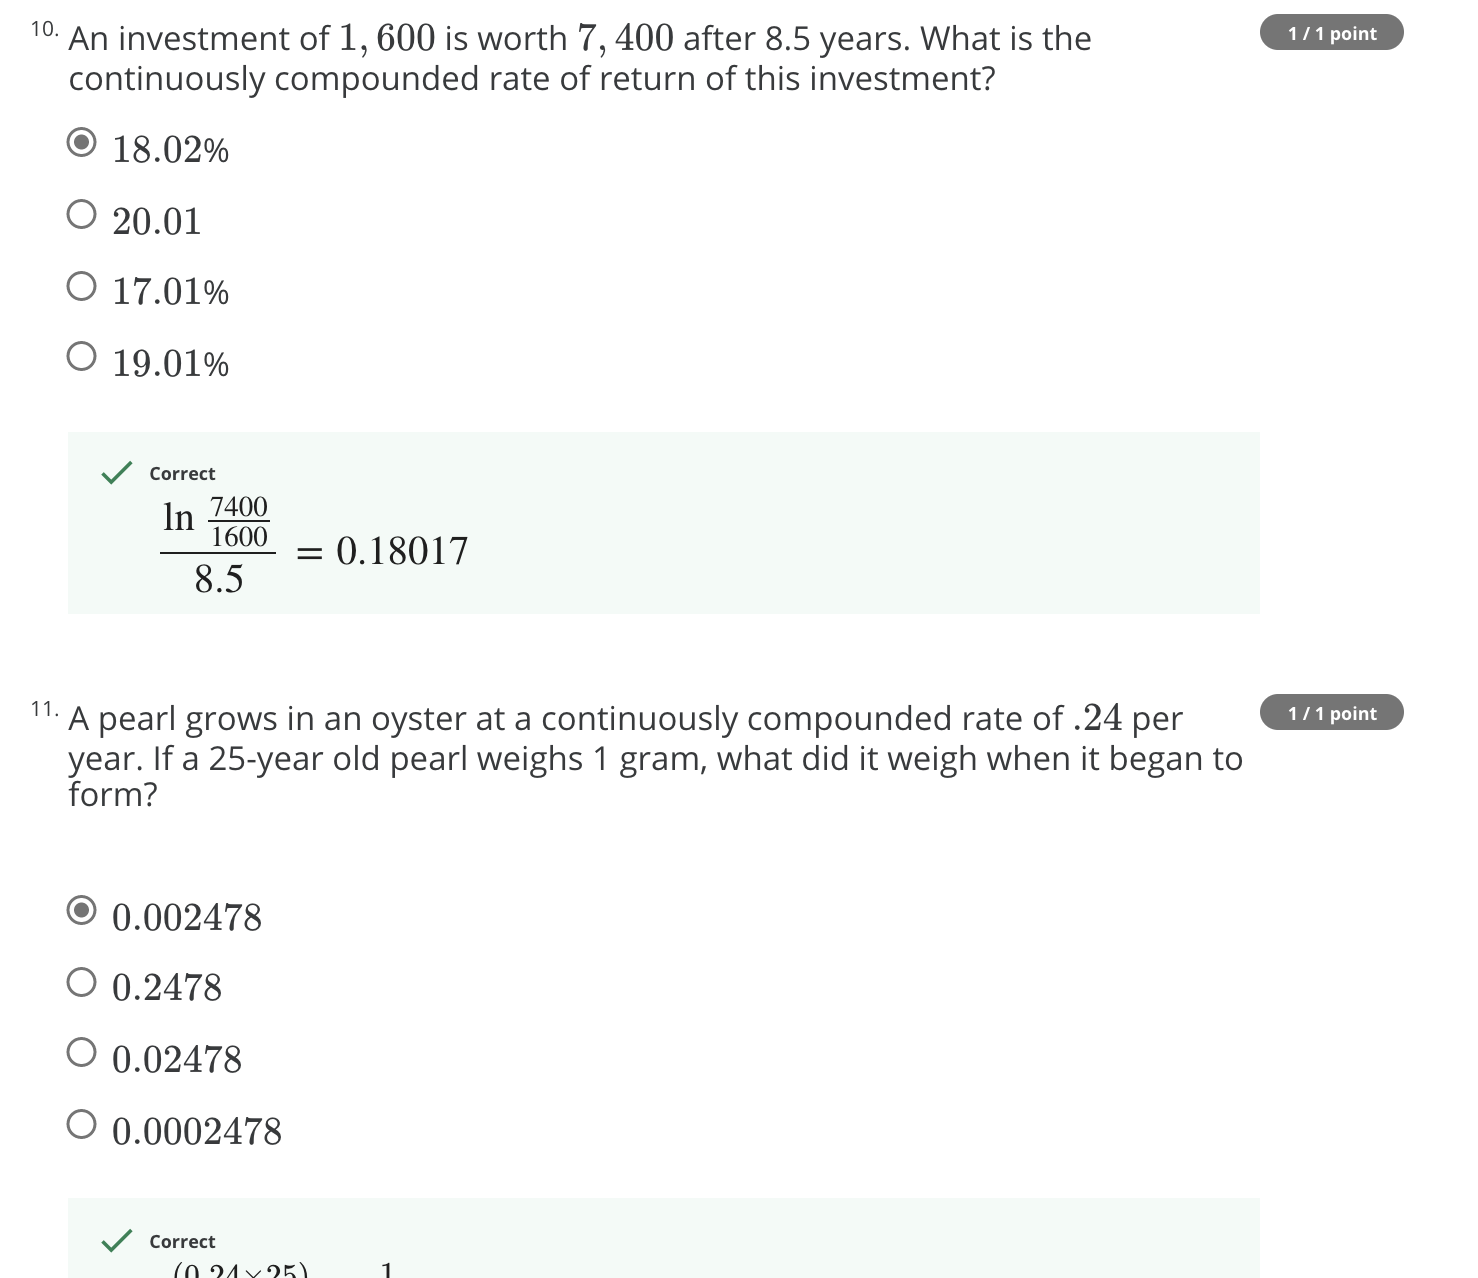 10. An investment of 1, 600 is worth 7, 400 after 8.5 years. What is the
1 / 1 point
continuously compounded rate of return of this investment?
18.02%
20.01
17.01%
19.01%
Correct
ln 7400
1600
8.5
= 0.18017
11. A pearl grows in an oyster at a continuously compounded rate of .24 per
1 / 1 point
year. If a 25-year old pearl weighs 1 gram, what did it weigh when it began to
form?
0.002478
0.2478
0.02478
0.0002478
Correct
(0.24×25) 1